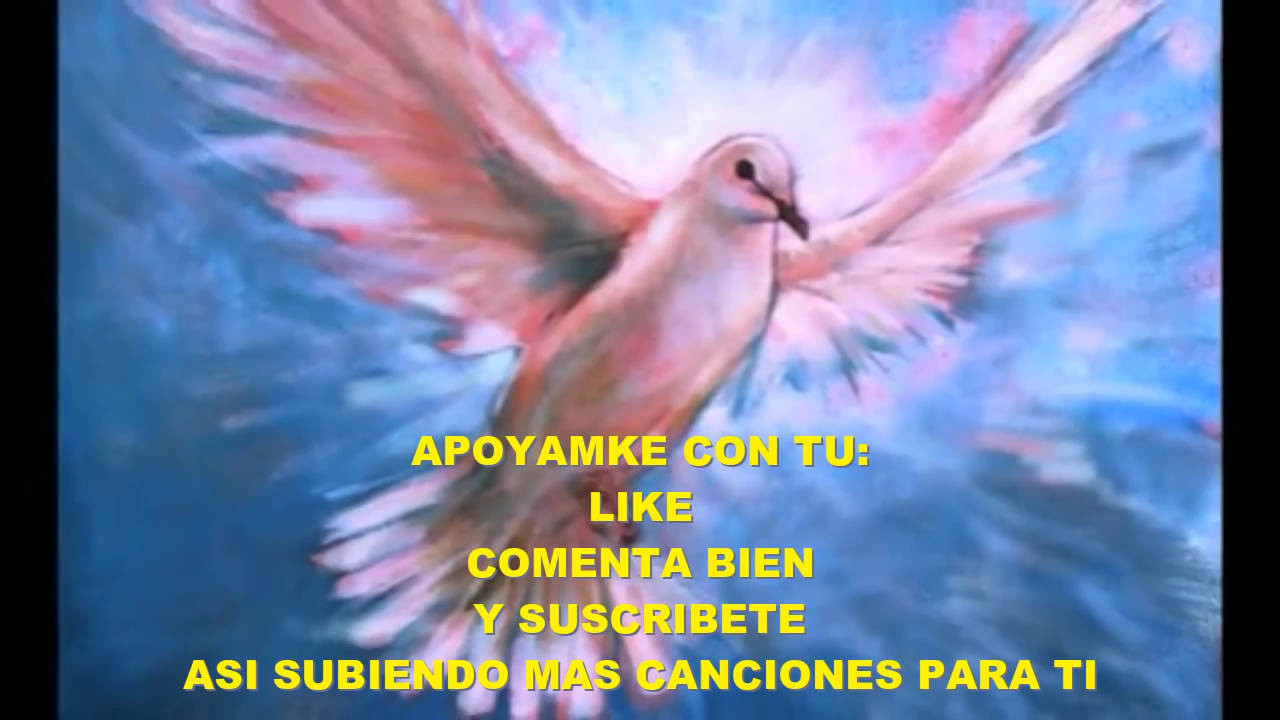 APOYAMKE CON TU:
LIKE
COMENTA BIEN
Y SUSCRIBETE
ASI SUBIENDO MAS CANCIONES PARA TI